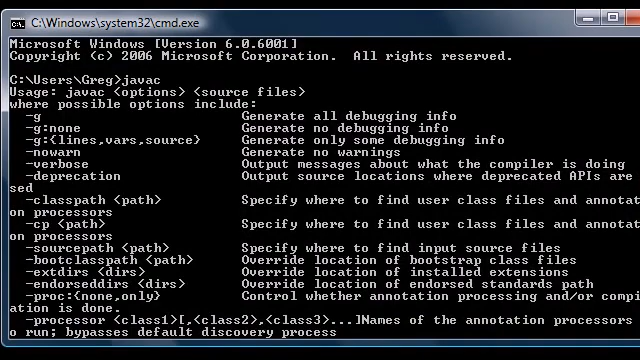 C:\Windows\system32\cmd.exe
Microsoft Windows [Version 6.0.6001]
Copyright (c) 2006 Microsoft Corporation.  All rights reserved.
C:\Users\Greg>javac
Usage: javac <options> <source files>
where possible options include:
-g                         Generate all debugging info
-g:none                    Generate no debugging info
-g:{lines,vars,source}     Generate only some debugging info
-nowarn                    Generate no warnings
-verbose                   Output messages about what the compiler is doing
-deprecation               Output source locations where deprecated APIs are
sed
-classpath <path>          Specify where to find user class files and annotat
on processors
-cp <path>                 Specify where to find user class files and annotat
on processors
-sourcepath <path>         Specify where to find input source files
-bootclasspath <path>      Override location of bootstrap class files
-extdirs <dirs>            Override location of installed extensions
-endorseddirs <dirs>       Override location of endorsed standards path
-proc:{none,only}          Control whether annotation processing and/or compi
ation is done.
-processor <class1>[,<class2>,<class3>...]Names of the annotation processors
o run; bypasses default discovery process